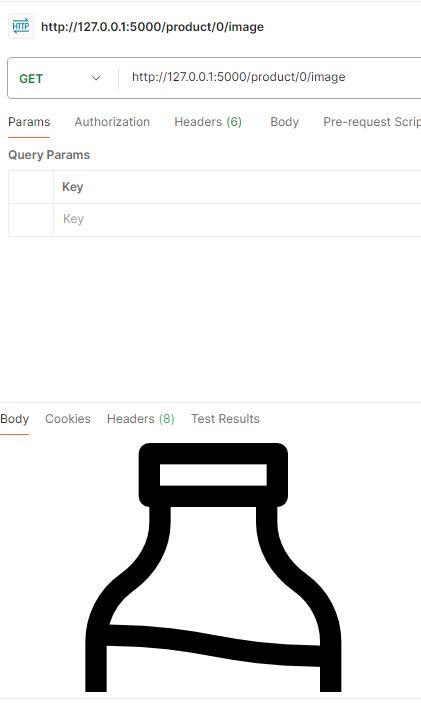 HTTP http://127.0.0.1:5000/product/0/image
GET http://127.0.0.1:5000/product/0/image
Params Authorization Headers (6) Body Pre-request Scrip
Query Params
Key
Key
Body Cookies Headers (8) Test Results